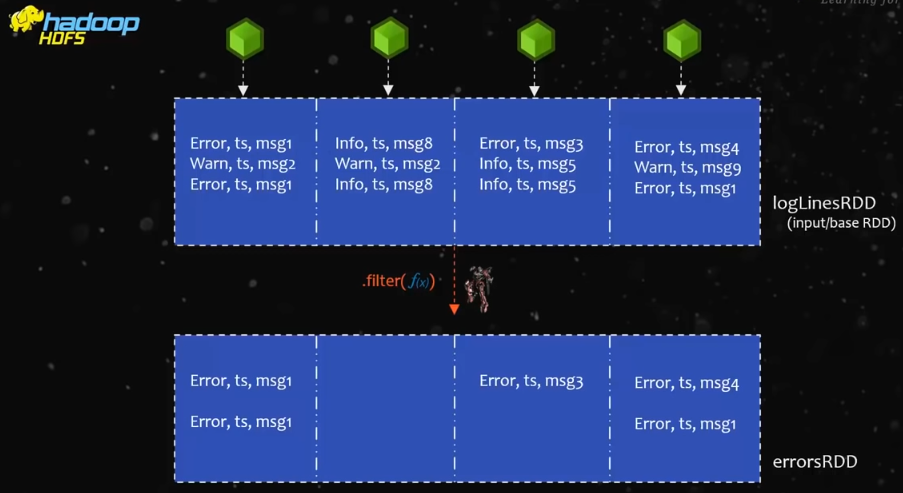 Learning for
hadoop
HDFS
Error, ts, msg1
Warn, ts, msg2
Error, ts, msg1
Info, ts, msg8
Warn, ts, msg2
Info, ts, msg8
Error, ts, msg3
Info, ts, msg5
Info, ts, msg5
Error, ts, msg4
Warn, ts, msg9
Error, ts, msg1
logLinesRDD
(input/base RDD)
.filter( f(x) )
Error, ts, msg1
Error, ts, msg1
Error, ts, msg3
Error, ts, msg4
Error, ts, msg1
errorsRDD